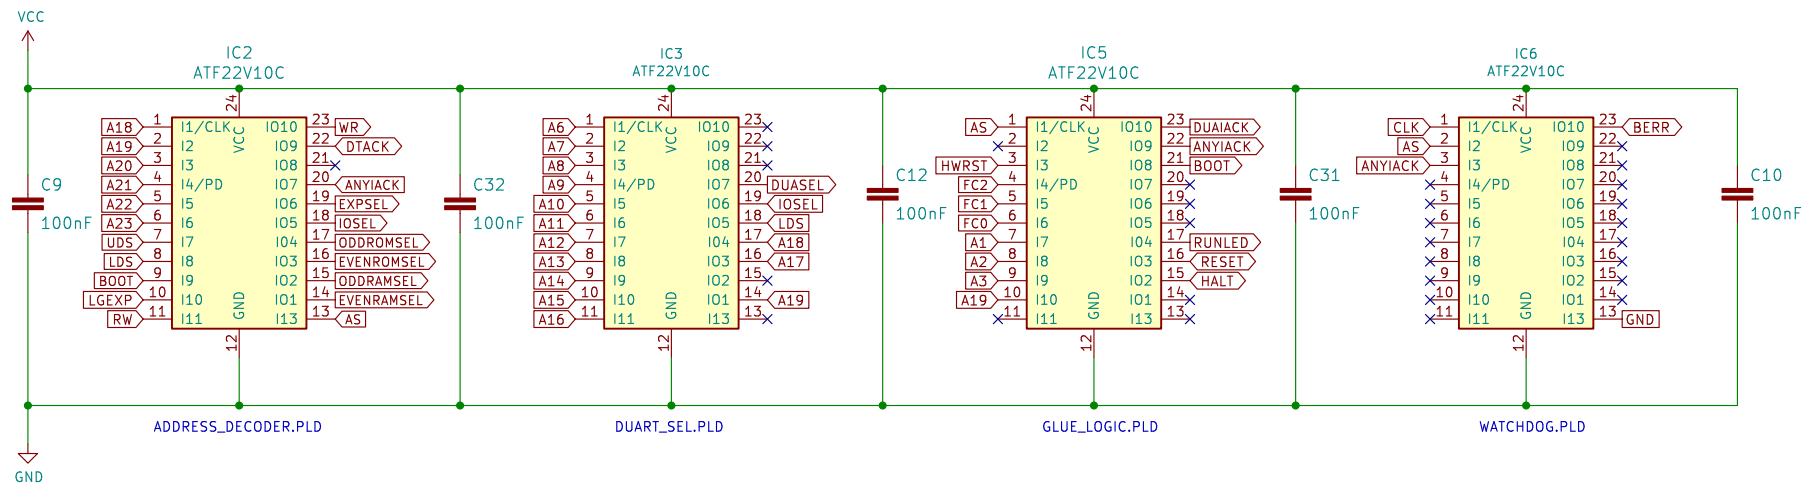 VCC
IC2
ATF22V10C
A18 1 I1/CLK 24 VCC IO10 23 WR
A19 2 I2 IO9 22 DTACK
A20 3 I3 IO8 21
A21 4 I4/PD IO7 20 ANYIACK
A22 5 I5 IO6 19 EXPSEL
A23 6 I6 IO5 18 IOSEL
UDS 7 I7 I04 17 ODDROMSEL
LDS 8 I8 IO3 16 EVENROMSEL
BOOT 9 I9 IO2 15 ODDRAMSEL
LGEXP 10 I10 GND IO1 14 EVENRAMSEL
RW 11 I11 I13 13 AS
12
ADDRESS_DECODER.PLD
C9
100nF
GND
C32
100nF
IC3
ATF22V10C
A6 1 I1/CLK 24 VCC IO10 23
A7 2 I2 IO9 22
A8 3 I3 IO8 21
A9 4 I4/PD IO7 20 DUASEL
A10 5 I5 IO6 19 IOSEL
A11 6 I6 IO5 18 LDS
A12 7 I7 I04 17 A18
A13 8 I8 IO3 16 A17
A14 9 I9 IO2 15
A15 10 I10 GND IO1 14 A19
A16 11 I11 I13 13
12
DUART_SEL.PLD
C12
100nF
IC5
ATF22V10C
AS 1 I1/CLK 24 VCC IO10 23 DUAIACK
2 I2 IO9 22 ANYIACK
HWRST 3 I3 IO8 21 BOOT
FC2 4 I4/PD IO7 20
FC1 5 I5 IO6 19
FC0 6 I6 IO5 18
A1 7 I7 I04 17 RUNLED
A2 8 I8 IO3 16 RESET
A3 9 I9 IO2 15 HALT
A19 10 I10 GND IO1 14
11 I11 I13 13
12
GLUE_LOGIC.PLD
C31
100nF
IC6
ATF22V10C
CLK 1 I1/CLK 24 VCC IO10 23 BERR
AS 2 I2 IO9 22
ANYIACK 3 I3 IO8 21
4 I4/PD IO7 20
5 I5 IO6 19
6 I6 IO5 18
7 I7 I04 17
8 I8 IO3 16
9 I9 IO2 15
10 I10 GND IO1 14
11 I11 I13 13 GND
12
WATCHDOG.PLD
C10
100nF